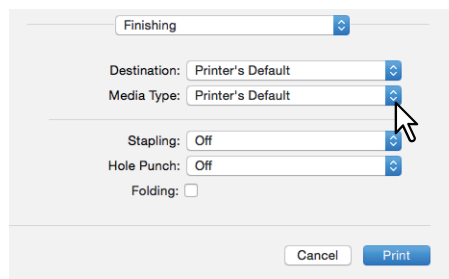 Finishing
Destination: Printer's Default
Media Type: Printer's Default
Stapling: Off
Hole Punch: Off
Folding:
Cancel Print